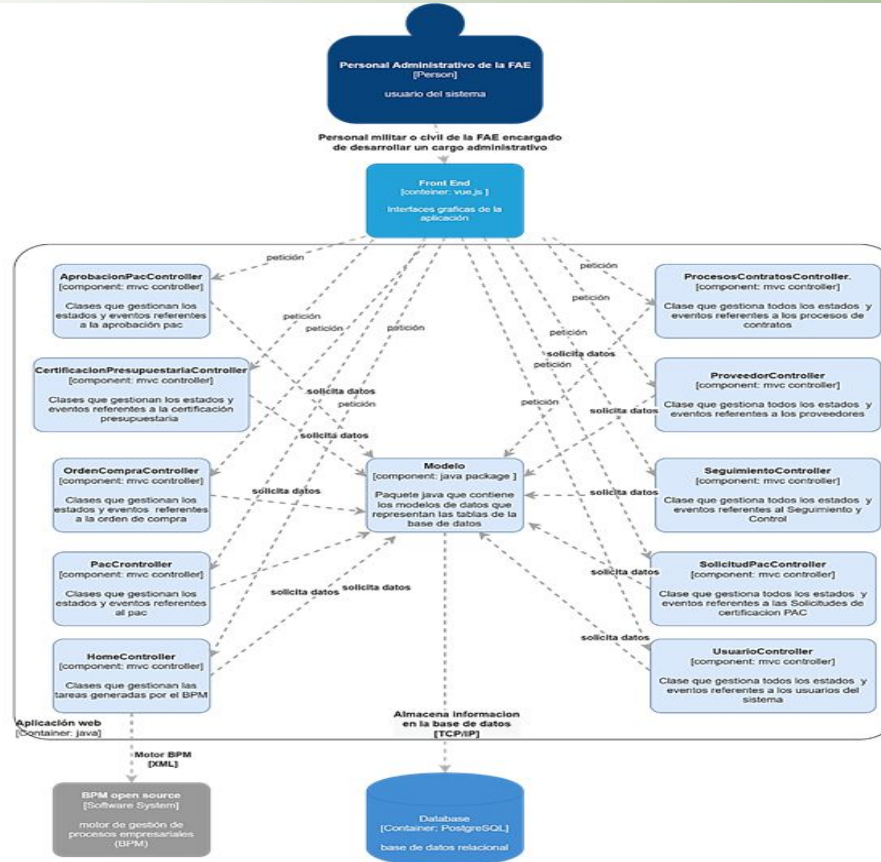 Personal Administrativo de la FAE
[Person]
usuario del sistema
Personal militar o civil de la FAE encargado
de desarrollar un cargo administrativo
Front End
[conteiner: vue.js ]
Interfaces graficas de la
aplicación
petición
petición
petición
petición
petición
petición
petición
petición
petición
petición
AprobacionPacController
[component: mvc controller]
Clases que gestionan los
estados y eventos referentes
a la aprobación pac
CertificacionPresupuestariaController
[component: mvc controller]
Clases que gestionan los estados y
eventos referentes a la certificación
presupuestaria
OrdenCompraController
[component: mvc controller]
Clases que gestionan los
estados y eventos referentes
a la orden de compra
PacCrontroller
[component: mvc controller]
Clases que gestionan los
estados y eventos referentes
al pac
HomeController
[component: mvc controller]
Clases que gestionan las
tareas generadas por el BPM
solicita datos
solicita datos
solicita datos
solicita datos
solicita datos
Modelo
[component: java package ]
Paquete java que contiene
los modelos de datos que
representan las tablas de la
base de datos
solicita datos
solicita datos
solicita datos
solicita datos
solicita datos
ProcesosContratosController.
[component: mvc controller]
Clase que gestiona todos los estados y
eventos referentes a los procesos de
contratos
ProveedorController
[component: mvc controller]
Clase que gestiona todos los estados y
eventos referentes a los proveedores
SeguimientoController
[component: mvc controller]
Clase que gestiona todos los estados y
eventos referentes al Seguimiento y
Control
SolicitudPacController
[component: mvc controller]
Clase que gestiona todos los estados y
eventos referentes a las Solicitudes de
certificacion PAC
UsuarioController
[component: mvc controller]
Clase que gestiona todos los estados y
eventos referentes a los usuarios del
sistema
Aplicación web
[Container: java]
Motor BPM
[XML]
Almacena informacion
en la base de datos
[TCP/IP]
BPM open source
[Software System]
motor de gestión de
procesos empresariales
(BPM)
Database
[Container: PostgreSQL]
base de datos relacional